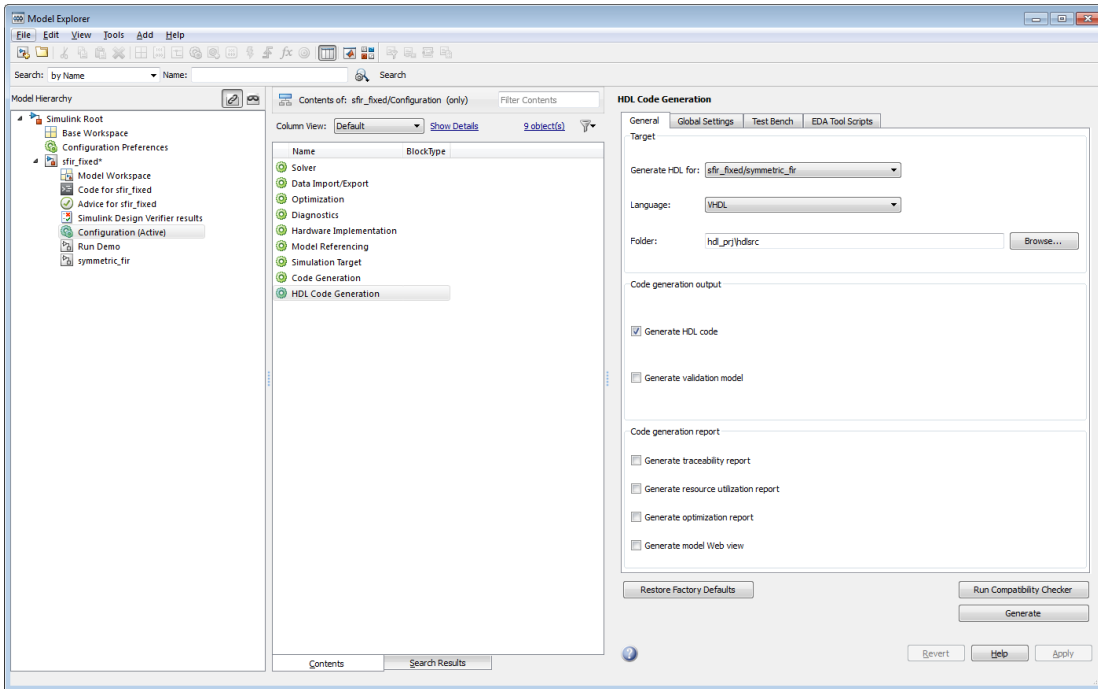 Model Explorer
File Edit View Tools Add Help
Search: by Name Name: Search
Model Hierarchy
Simulink Root
Base Workspace
Configuration Preferences
sfir_fixed*
Model Workspace
Code for sfir_fixed
Advice for sfir_fixed
Simulink Design Verifier results
Configuration (Active)
Run Demo
symmetric_fir
Contents of: sfir_fixed/Configuration (only) Filter Contents
Column View: Default Show Details 9 object(s)
Name BlockType
Solver
Data Import/Export
Optimization
Diagnostics
Hardware Implementation
Model Referencing
Simulation Target
Code Generation
HDL Code Generation
Contents Search Results
HDL Code Generation
General Global Settings Test Bench EDA Tool Scripts
Target
Generate HDL for: sfir_fixed/symmetric_fir
Language: VHDL
Folder: hdl_prj\hdlsrc Browse...
Code generation output
Generate HDL code
Generate validation model
Code generation report
Generate traceability report
Generate resource utilization report
Generate optimization report
Generate model Web view
Restore Factory Defaults Run Compatibility Checker
Generate
Revert Help Apply